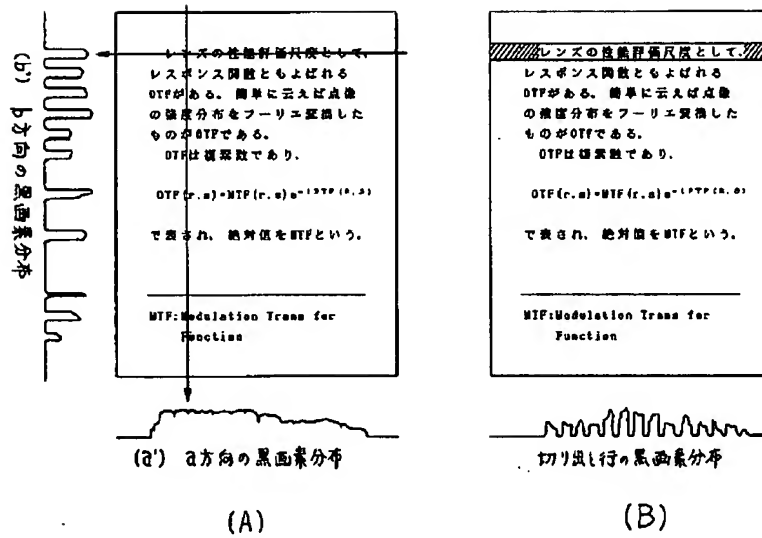 レンズの性能評価尺度として、
レスポンス関数ともよばれる
OTFがある。簡単に云えば点像
の強度分布をフーリエ変換した
ものがOTFである。
OTFは複素数であり、
で表され、絶対値をMTFという。
MTF:Modulation Trans fer
Function
(b') b方向の黒画素分布
(a') a方向の黒画素分布
(A)
レンズの性能評価尺度として、
レスポンス関数ともよばれる
OTFがある。簡単に云えば点像
の強度分布をフーリエ変換した
ものがOTFである。
OTFは複素数であり、
で表され、絶対値をMTFという。
MTF:Modulation Trans fer
Function
切り出し行の黒画素分布
(B)